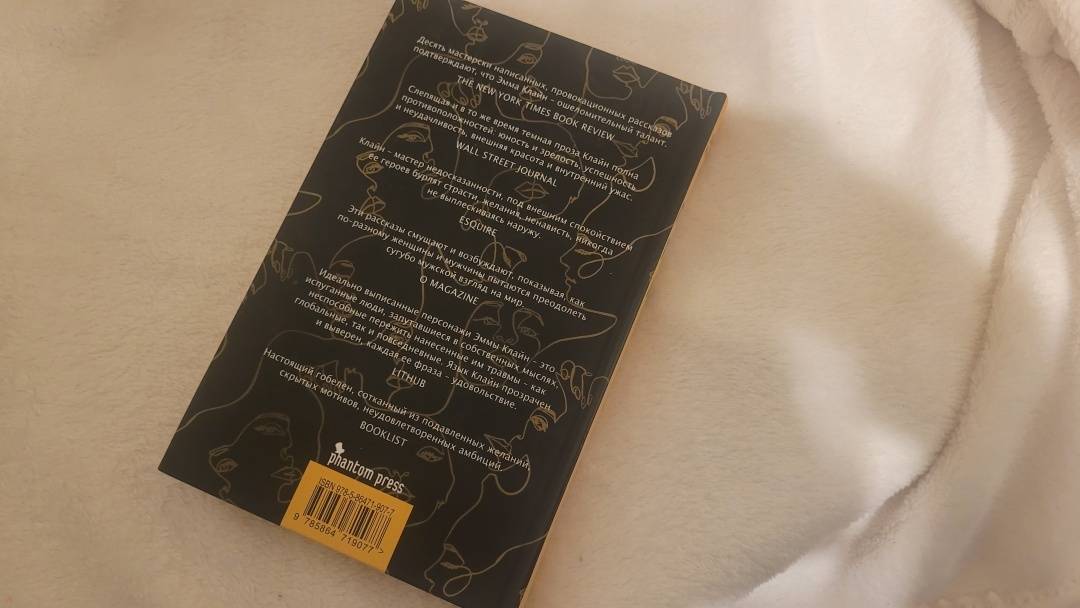 Десять мастерски написанных, провокационных рассказов
подтверждают, что Эмма Клайн – ошеломительный талант.
THE NEW YORK TIMES BOOK REVIEW
Слепящая и в то же время темная проза Клайн полна
противоположностей: юность и зрелость, успешность
и неудачливость, внешняя красота и внутренний ужас.
WALL STREET JOURNAL
Клайн – мастер недосказанности, под внешним спокойствием
ее героев бурлят страсти, желания, ненависть, никогда
не выплескиваясь наружу.
ESQUIRE
Эти рассказы смущают и возбуждают, показывая, как
по-разному женщины и мужчины пытаются преодолеть
сугубо мужской взгляд на мир.
O MAGAZINE
Идеально выписанные персонажи Эммы Клайн – это
испуганные люди, запутавшиеся в собственных мыслях,
неспособные пережить нанесенные им травмы – как
глобальные, так и повседневные. Язык Клайн прозрачен
и выверен, каждая ее фраза – удовольствие.
LITHUB
Настоящий гобелен, сотканный из подавленных желаний,
скрытых мотивов, неудовлетворенных амбиций.
BOOKLIST
phantom press
ISBN 978-5-86471-907-7
9 785864 719077 >